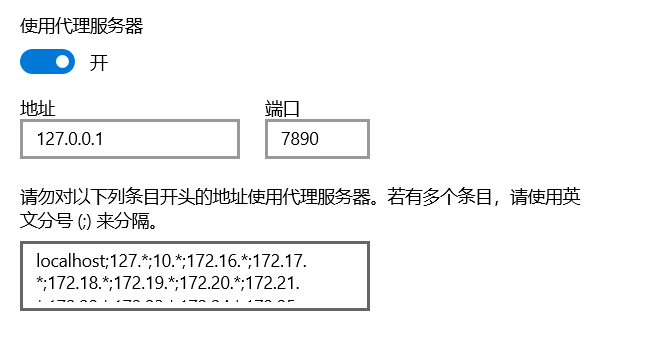 使用代理服务器
开
地址 端口
127.0.0.1 7890
请勿对以下列条目开头的地址使用代理服务器。若有多个条目，请使用英
文分号 (;) 来分隔。
localhost;127.*;10.*;172.16.*;172.17.
*;172.18.*;172.19.*;172.20.*;172.21.